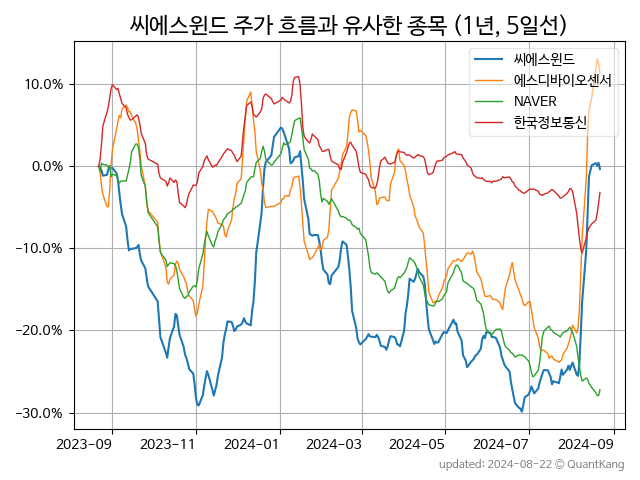 씨에스윈드 주가 흐름과 유사한 종목 (1년, 5일선)
씨에스윈드
에스디바이오센서
NAVER
한국정보통신
10.0%
0.0%
−10.0%
−20.0%
−30.0%
2023-09 2023-11 2024-01 2024-03 2024-05 2024-07 2024-09
updated: 2024-08-22 © QuantKang